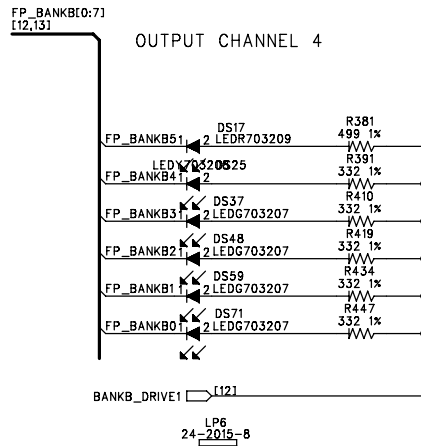 FP_BANKB[0:7]
[12,13]
OUTPUT CHANNEL 4
DS17
R381
FP_BANKB5 1 2 LEDR703209 499 1%
LEDY703208 DS25
R391
FP_BANKB4 1 2 332 1%
DS37
R410
FP_BANKB3 1 2 LEDG703207 332 1%
DS48
R419
FP_BANKB2 1 2 LEDG703207 332 1%
DS59
R434
FP_BANKB1 1 2 LEDG703207 332 1%
DS71
R447
FP_BANKB0 1 2 LEDG703207 332 1%
BANKB_DRIVE1 [12]
LP6
24-2015-8